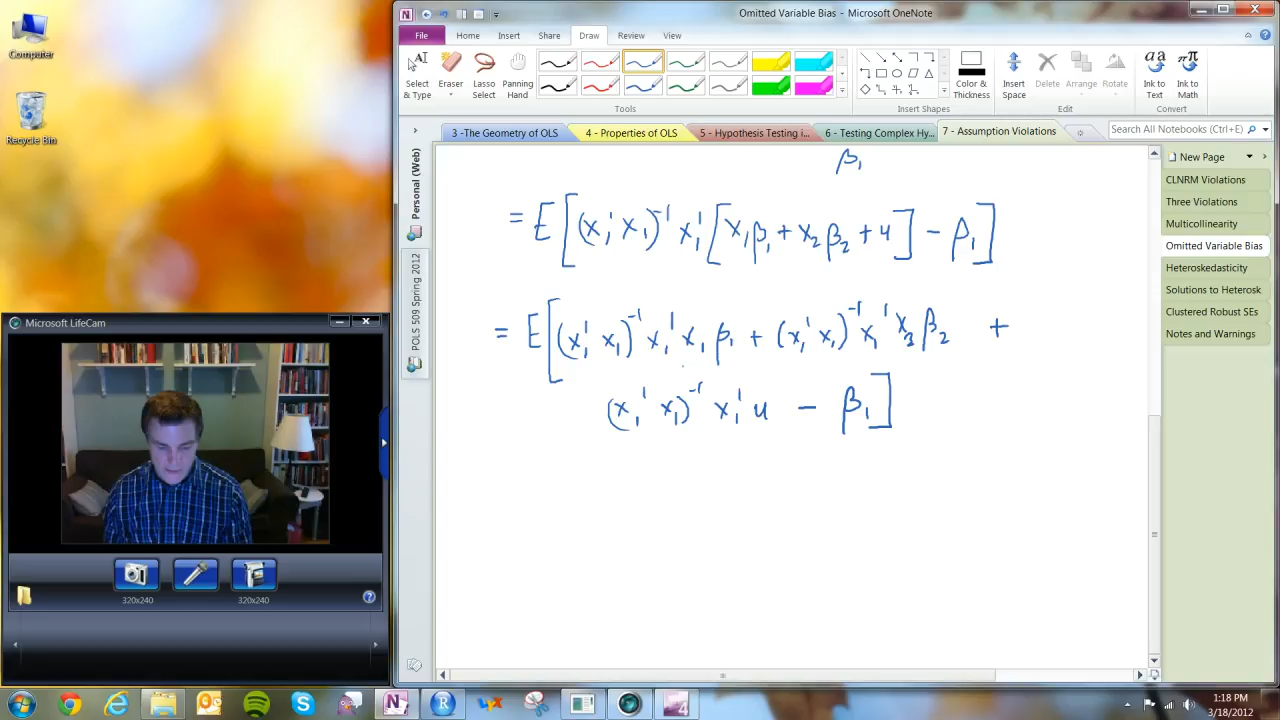 Computer
Recycle Bin
Omitted Variable Bias - Microsoft OneNote
File Home Insert Share Draw Review View
Select & Type
Eraser
Lasso Select
Panning Hand
Color & Thickness
Insert Space
Delete
Arrange
Rotate
Ink to Text
Ink to Math
Tools
Insert Shapes
Edit
Convert
3 -The Geometry of OLS
4 - Properties of OLS
5 - Hypothesis Testing i...
6 - Testing Complex Hy...
7 - Assumption Violations
Search All Notebooks (Ctrl+E)
Personal (Web)
POLS 509 Spring 2012
New Page
CLNRM Violations
Three Violations
Multicollinearity
Omitted Variable Bias
Heteroskedasticity
Solutions to Heterosk
Clustered Robust SEs
Notes and Warnings
β₁
= E[(x₁' x₁)⁻¹ x₁' [x₁β₁ + x₂β₂ + u] - β₁]
= E[(x₁' x₁)⁻¹ x₁' x₁ β₁ + (x₁' x₁)⁻¹ x₁' x₂ β₂ +
(x₁' x₁)⁻¹ x₁' u - β₁]
Microsoft LifeCam
320x240
320x240
1:18 PM
3/18/2012